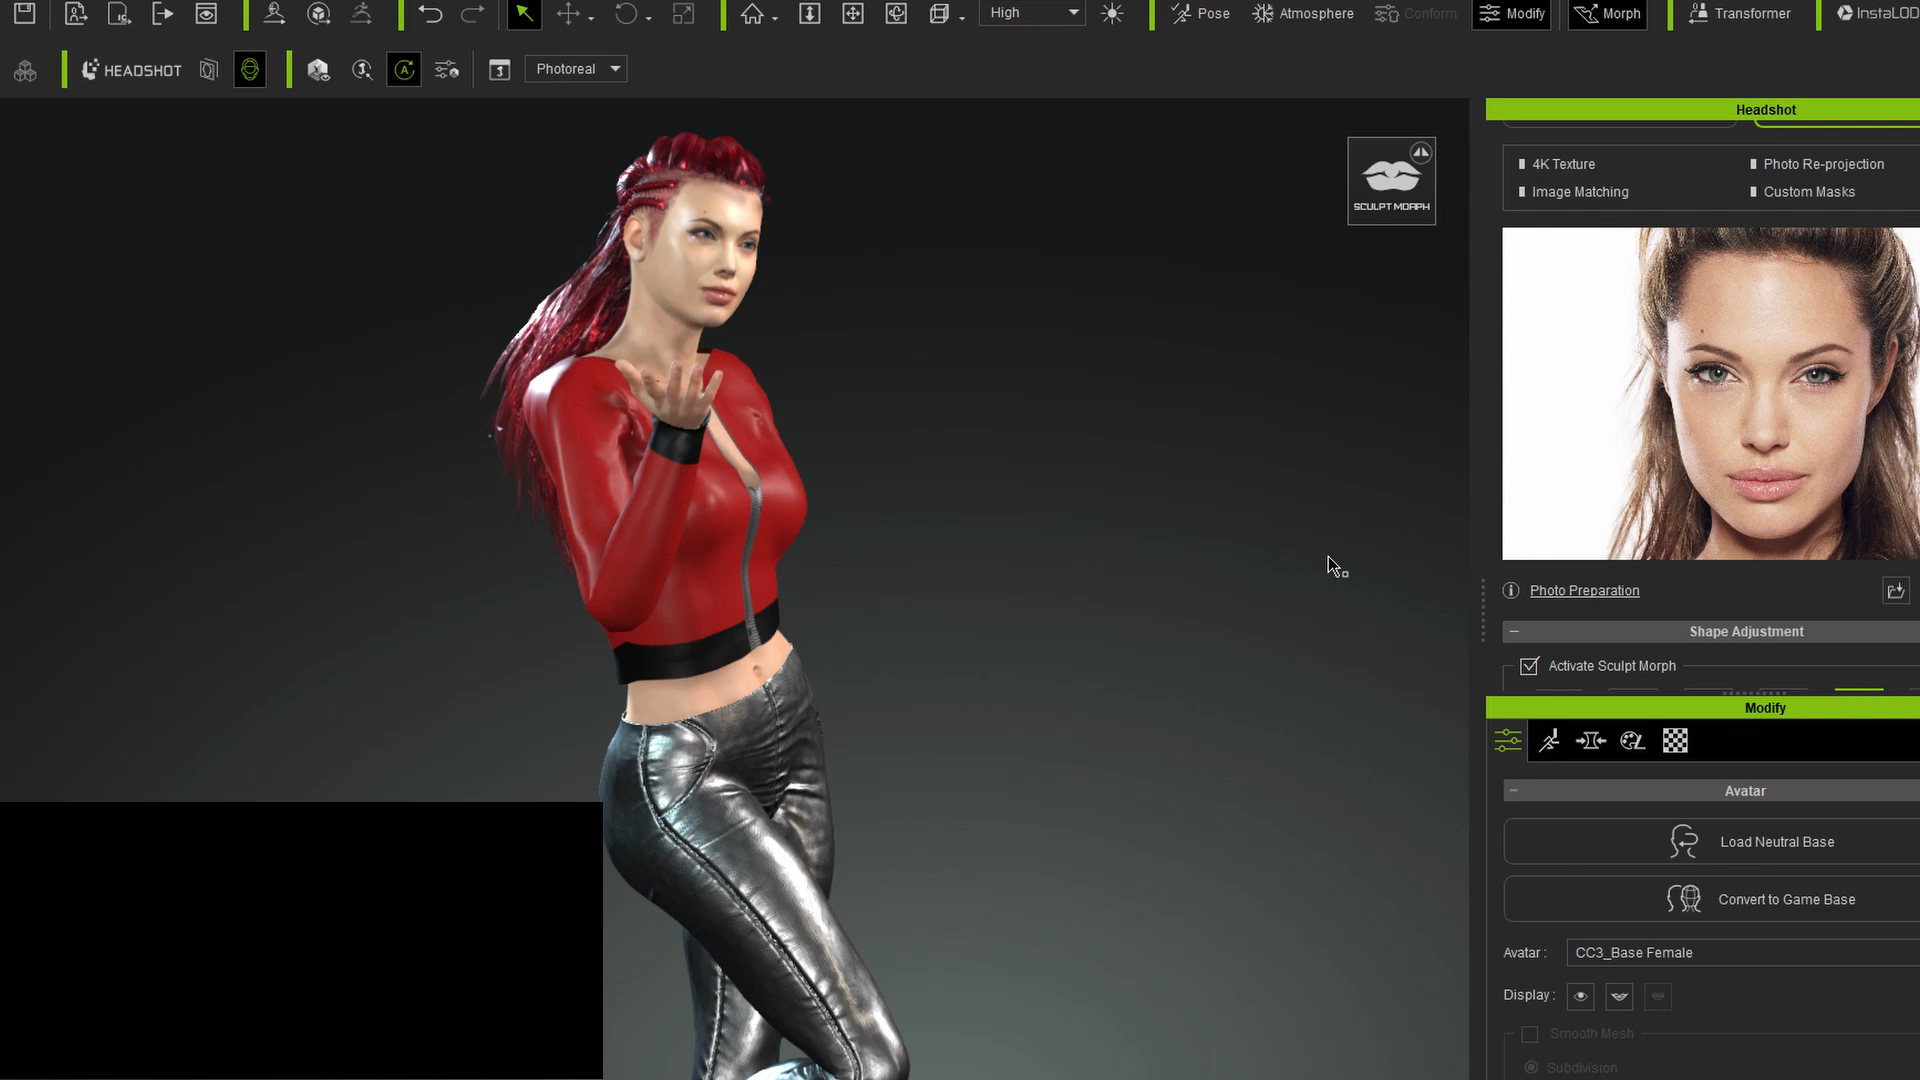 High
Pose
Atmosphere
Conform
Modify
Morph
Transformer
InstaLOD
HEADSHOT
Photoreal
Headshot
4K Texture
Photo Re-projection
Image Matching
Custom Masks
SCULPT MORPH
Photo Preparation
Shape Adjustment
Activate Sculpt Morph
Modify
Avatar
Load Neutral Base
Convert to Game Base
Avatar :
CC3_Base Female
Display :
Smooth Mesh
Subdivision